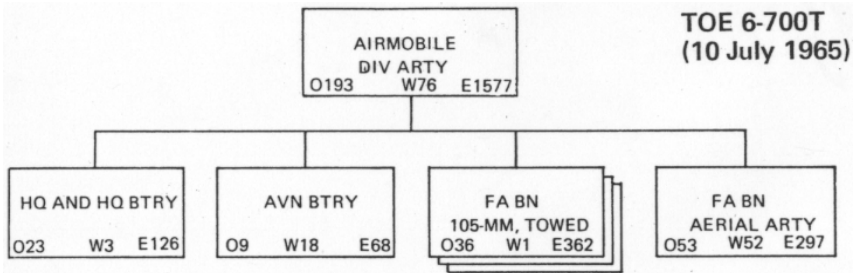 TOE 6-700T
(10 July 1965)
AIRMOBILE
DIV ARTY
O193 W76 E1577
HQ AND HQ BTRY
O23 W3 E126
AVN BTRY
O9 W18 E68
FA BN
105-MM, TOWED
O36 W1 E362
FA BN
AERIAL ARTY
O53 W52 E297